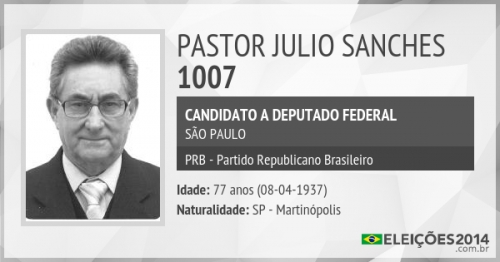 PASTOR JULIO SANCHES
1007
CANDIDATO A DEPUTADO FEDERAL
SÃO PAULO
PRB - Partido Republicano Brasileiro
Idade: 77 anos (08-04-1937)
Naturalidade: SP - Martinópolis
ELEIÇÕES2014
.com.br